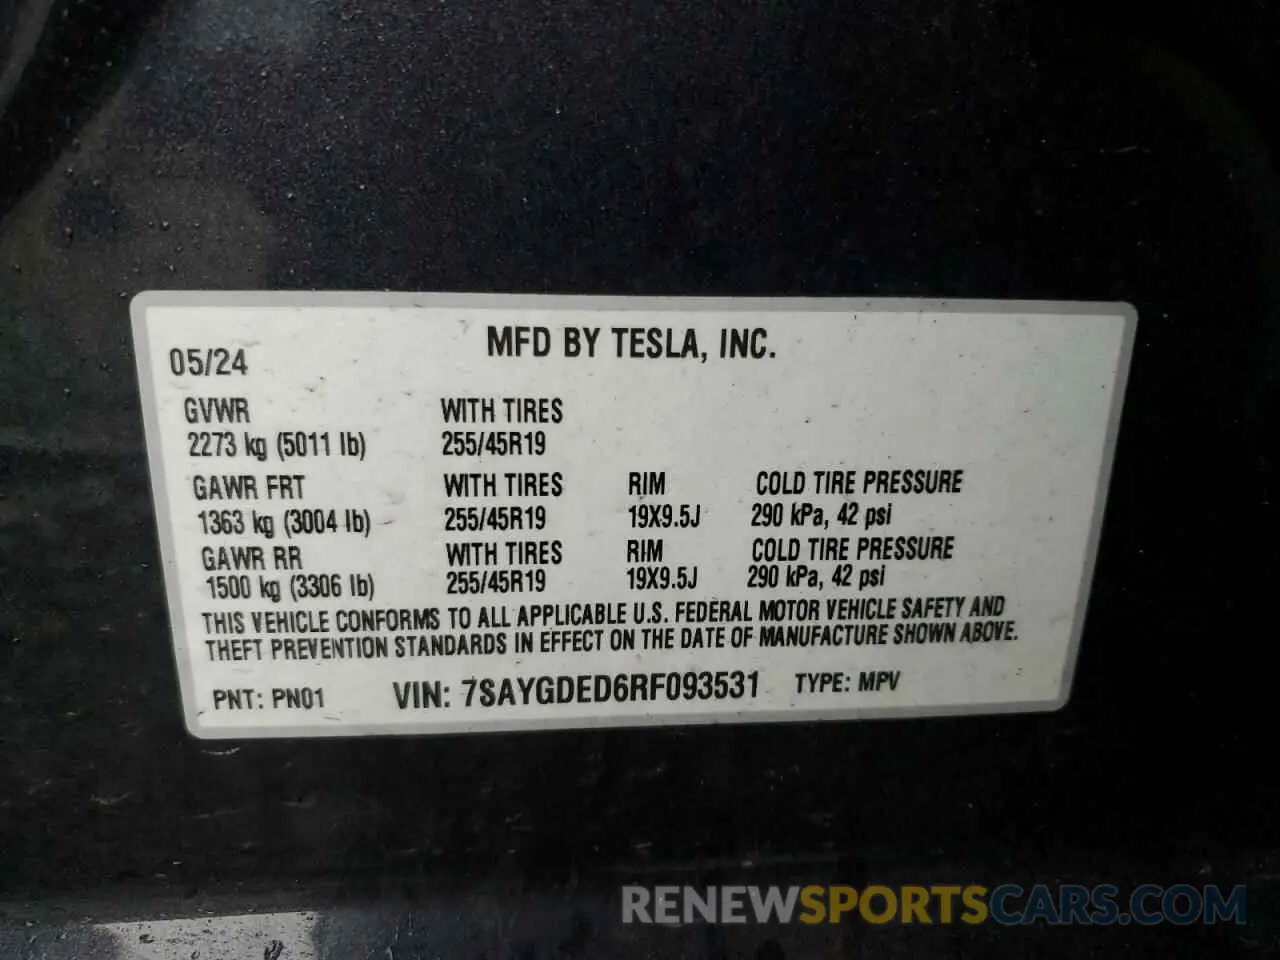 MFD BY TESLA, INC.
05/24
GVWR WITH TIRES
2273 kg (5011 lb) 255/45R19
GAWR FRT WITH TIRES RIM COLD TIRE PRESSURE
1363 kg (3004 lb) 255/45R19 19X9.5J 290 kPa, 42 psi
GAWR RR WITH TIRES RIM COLD TIRE PRESSURE
1500 kg (3306 lb) 255/45R19 19X9.5J 290 kPa, 42 psi
THIS VEHICLE CONFORMS TO ALL APPLICABLE U.S. FEDERAL MOTOR VEHICLE SAFETY AND
THEFT PREVENTION STANDARDS IN EFFECT ON THE DATE OF MANUFACTURE SHOWN ABOVE.
PNT: PN01 VIN: 7SAYGDED6RF093531 TYPE: MPV
RENEWSPORTSCARS.COM